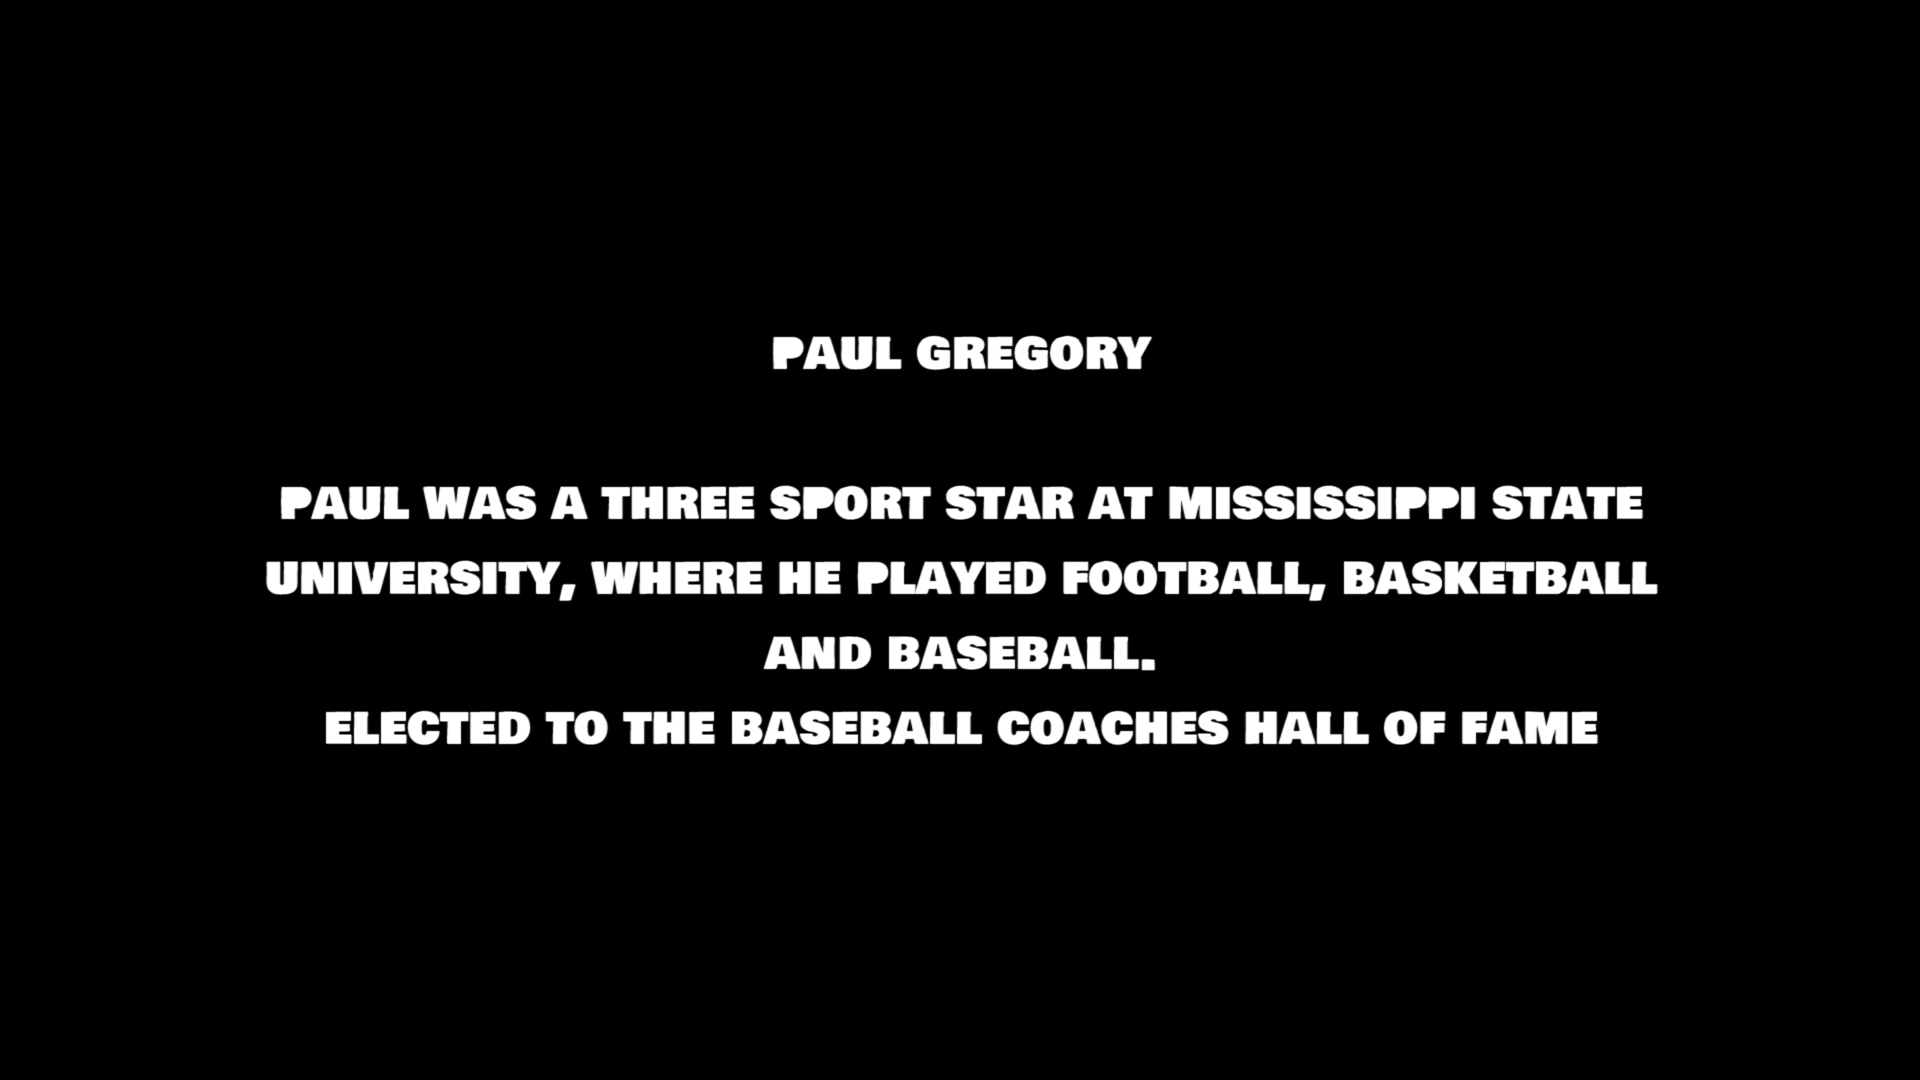 PAUL GREGORY
PAUL WAS A THREE SPORT STAR AT MISSISSIPPI STATE
UNIVERSITY, WHERE HE PLAYED FOOTBALL, BASKETBALL
AND BASEBALL.
ELECTED TO THE BASEBALL COACHES HALL OF FAME